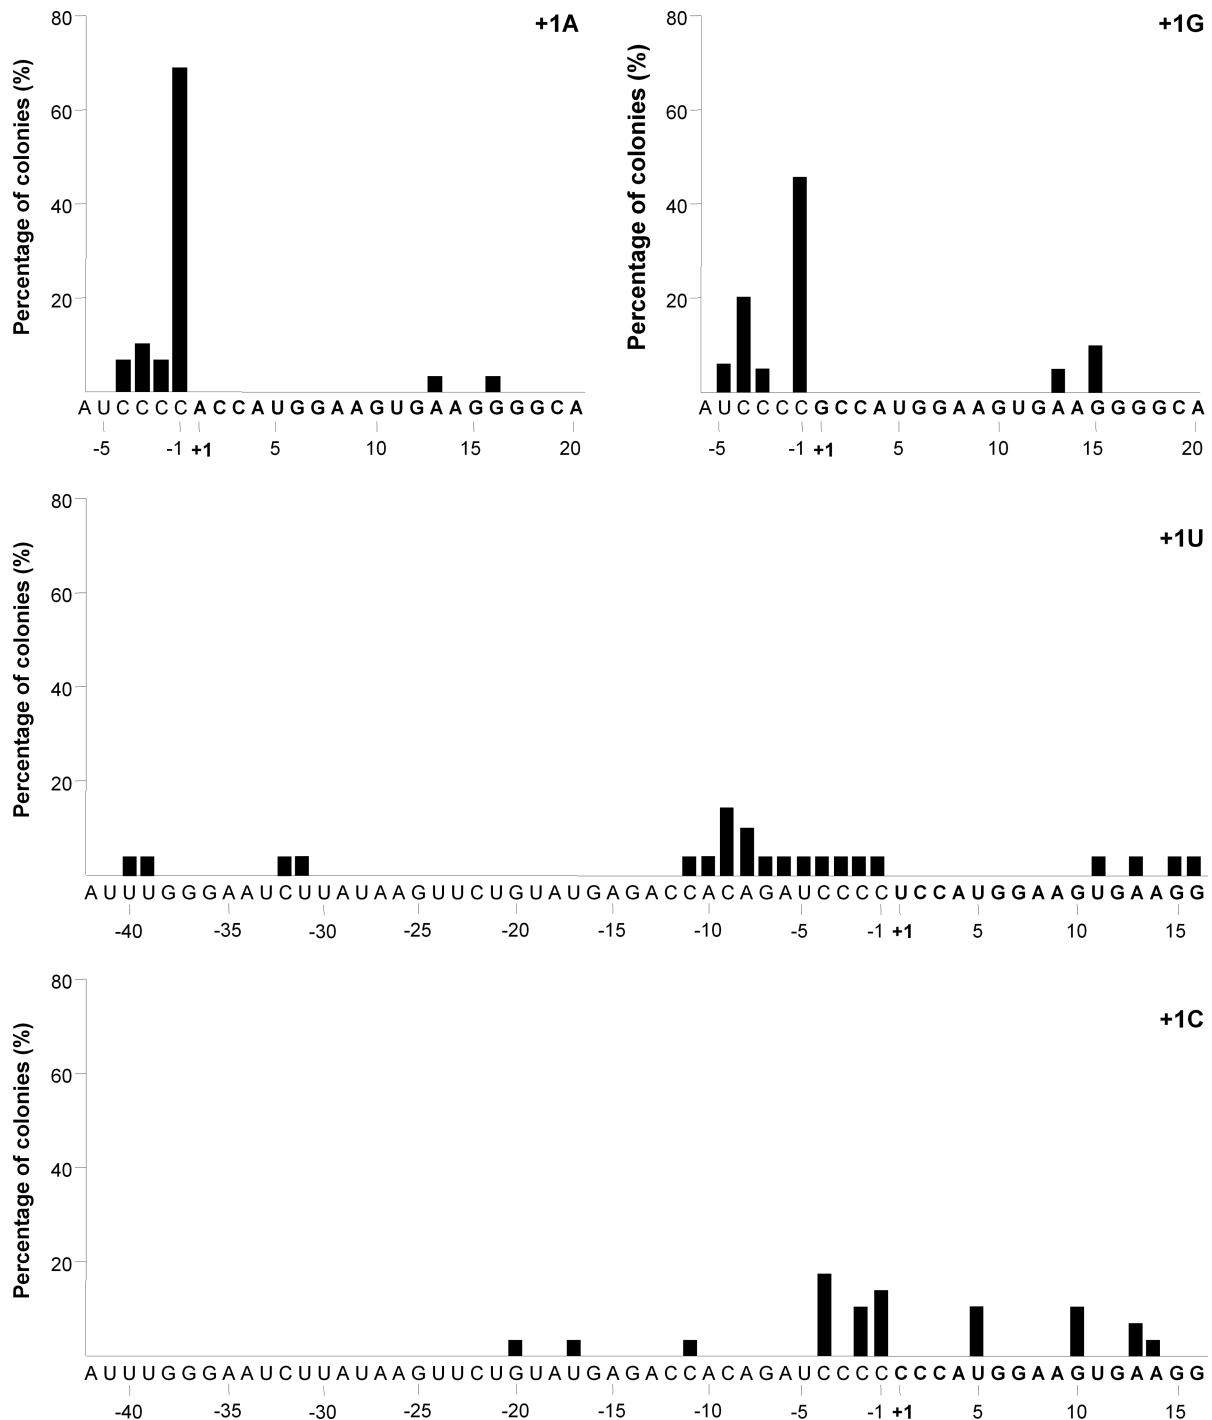 +1A
Percentage of colonies (%)
80
60
40
20
A U C C C C A C C A U G G A A G U G A A G G G G C A
-5 -1 +1 5 10 15 20
+1G
Percentage of colonies (%)
80
60
40
20
A U C C C C G C C A U G G A A G U G A A G G G G C A
-5 -1 +1 5 10 15 20
+1U
Percentage of colonies (%)
80
60
40
20
A U U U G G G A A U C U U A U A A G U U C U G U A U G A G A C C A C A G A U C C C C U C C A U G G A A G U G A A G G
-40 -35 -30 -25 -20 -15 -10 -5 -1 +1 5 10 15
+1C
Percentage of colonies (%)
80
60
40
20
A U U U G G G A A U C U U A U A A G U U C U G U A U G A G A C C A C A G A U C C C C C C C A U G G A A G U G A A G G
-40 -35 -30 -25 -20 -15 -10 -5 -1 +1 5 10 15